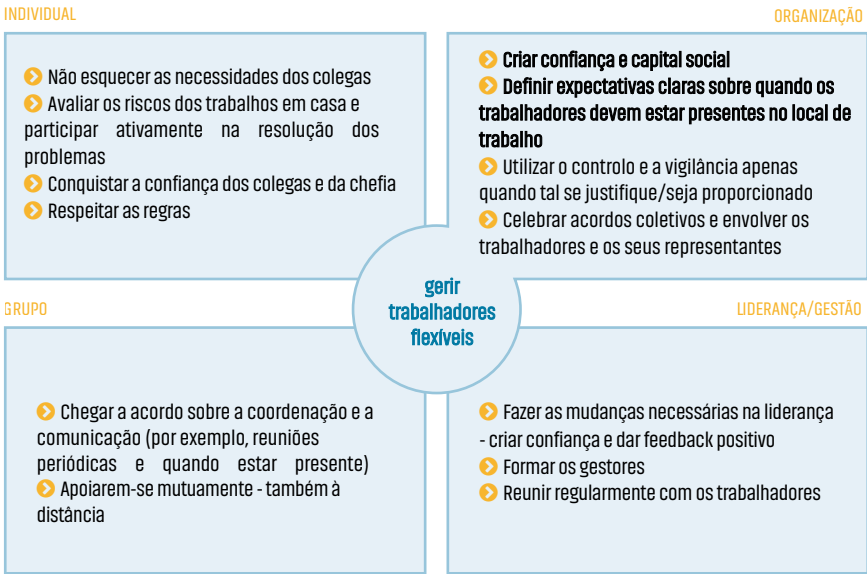 INDIVIDUAL
Não esquecer as necessidades dos colegas
Avaliar os riscos dos trabalhos em casa e
participar ativamente na resolução dos
problemas
Conquistar a confiança dos colegas e da chefia
Respeitar as regras
ORGANIZAÇÃO
Criar confiança e capital social
Definir expectativas claras sobre quando os
trabalhadores devem estar presentes no local de
trabalho
Utilizar o controlo e a vigilância apenas
quando tal se justifique/seja proporcionado
Celebrar acordos coletivos e envolver os
trabalhadores e os seus representantes
gerir
trabalhadores
flexíveis
GRUPO
Chegar a acordo sobre a coordenação e a
comunicação (por exemplo, reuniões
periódicas e quando estar presente)
Apoiarem-se mutuamente - também à
distância
LIDERANÇA/GESTÃO
Fazer as mudanças necessárias na liderança
- criar confiança e dar feedback positivo
Formar os gestores
Reunir regularmente com os trabalhadores